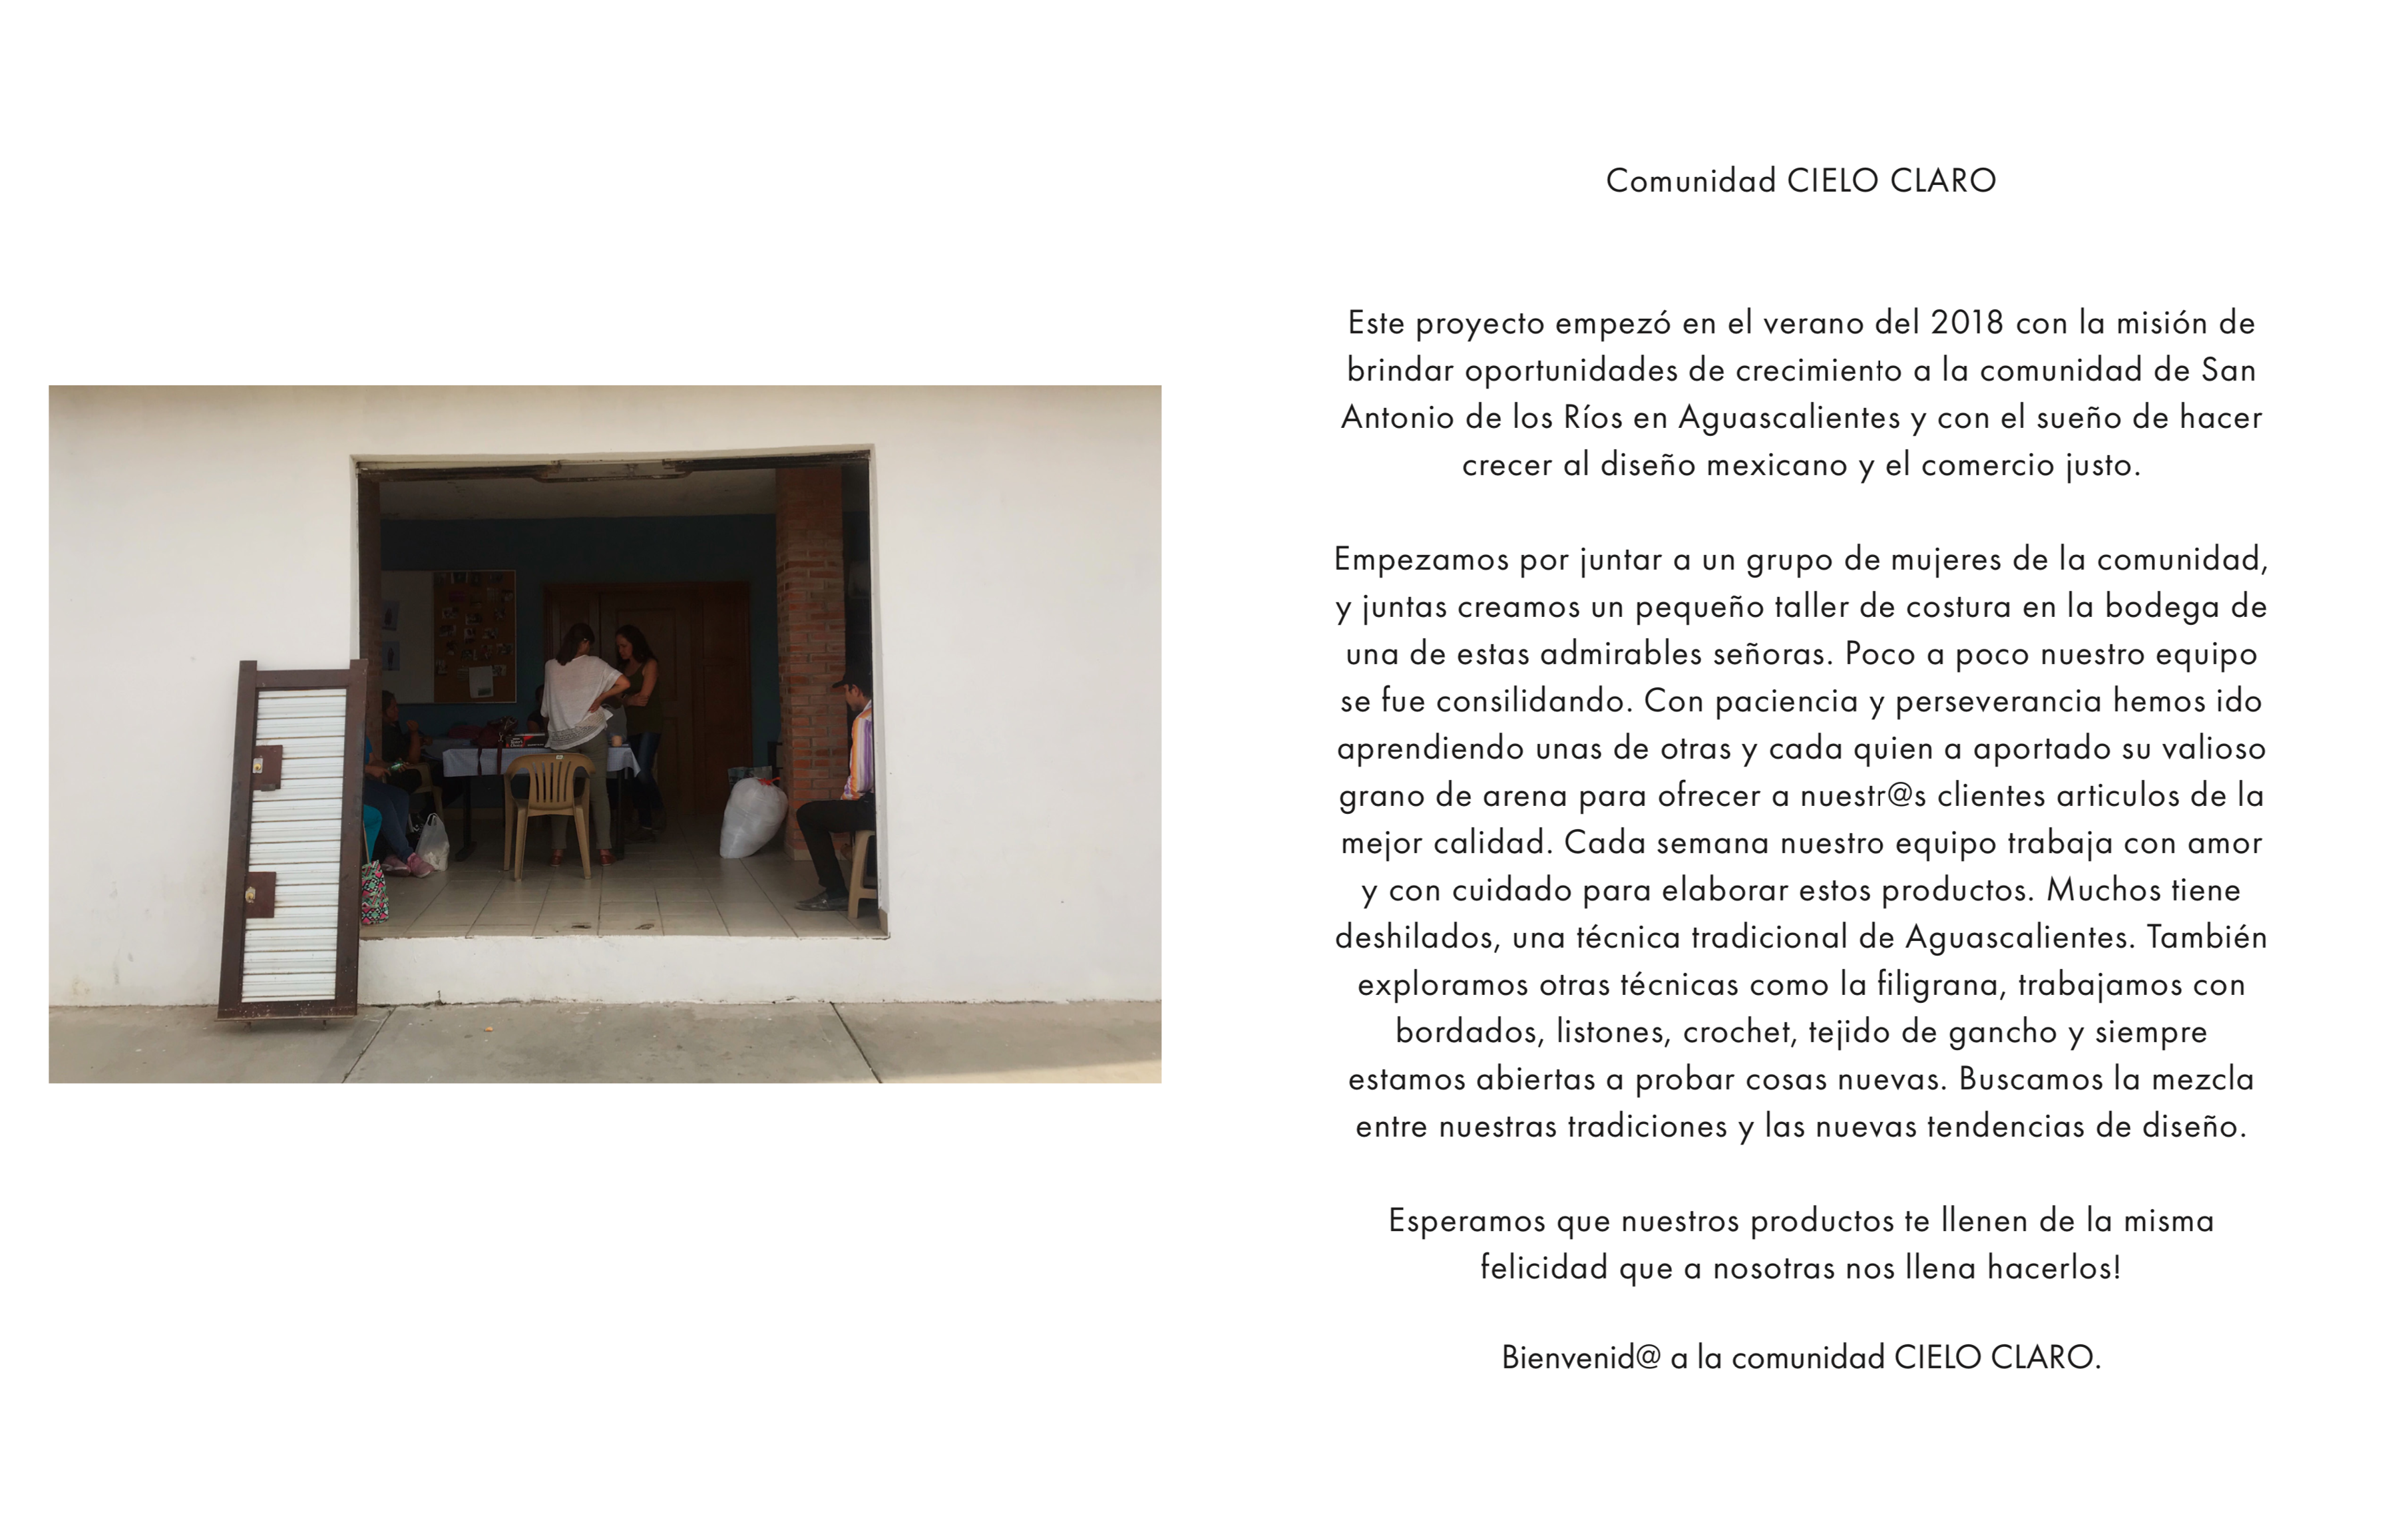 Comunidad CIELO CLARO
Este proyecto empezó en el verano del 2018 con la misión de
brindar oportunidades de crecimiento a la comunidad de San
Antonio de los Ríos en Aguascalientes y con el sueño de hacer
crecer al diseño mexicano y el comercio justo.
Empezamos por juntar a un grupo de mujeres de la comunidad,
y juntas creamos un pequeño taller de costura en la bodega de
una de estas admirables señoras. Poco a poco nuestro equipo
se fue consilidando. Con paciencia y perseverancia hemos ido
aprendiendo unas de otras y cada quien a aportado su valioso
grano de arena para ofrecer a nuestr@s clientes articulos de la
mejor calidad. Cada semana nuestro equipo trabaja con amor
y con cuidado para elaborar estos productos. Muchos tiene
deshilados, una técnica tradicional de Aguascalientes. También
exploramos otras técnicas como la filigrana, trabajamos con
bordados, listones, crochet, tejido de gancho y siempre
estamos abiertas a probar cosas nuevas. Buscamos la mezcla
entre nuestras tradiciones y las nuevas tendencias de diseño.
Esperamos que nuestros productos te llenen de la misma
felicidad que a nosotras nos llena hacerlos!
Bienvenid@ a la comunidad CIELO CLARO.